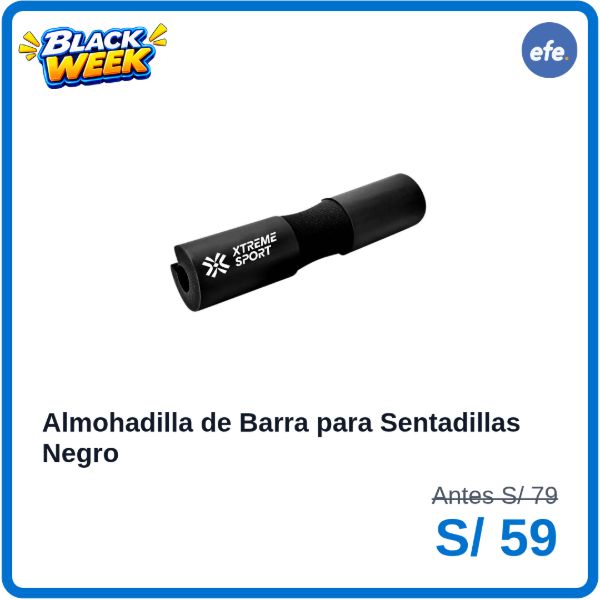 BLACK
WEEK
efe.
XTREME
SPORT
Almohadilla de Barra para Sentadillas
Negro
Antes S/ 79
S/ 59